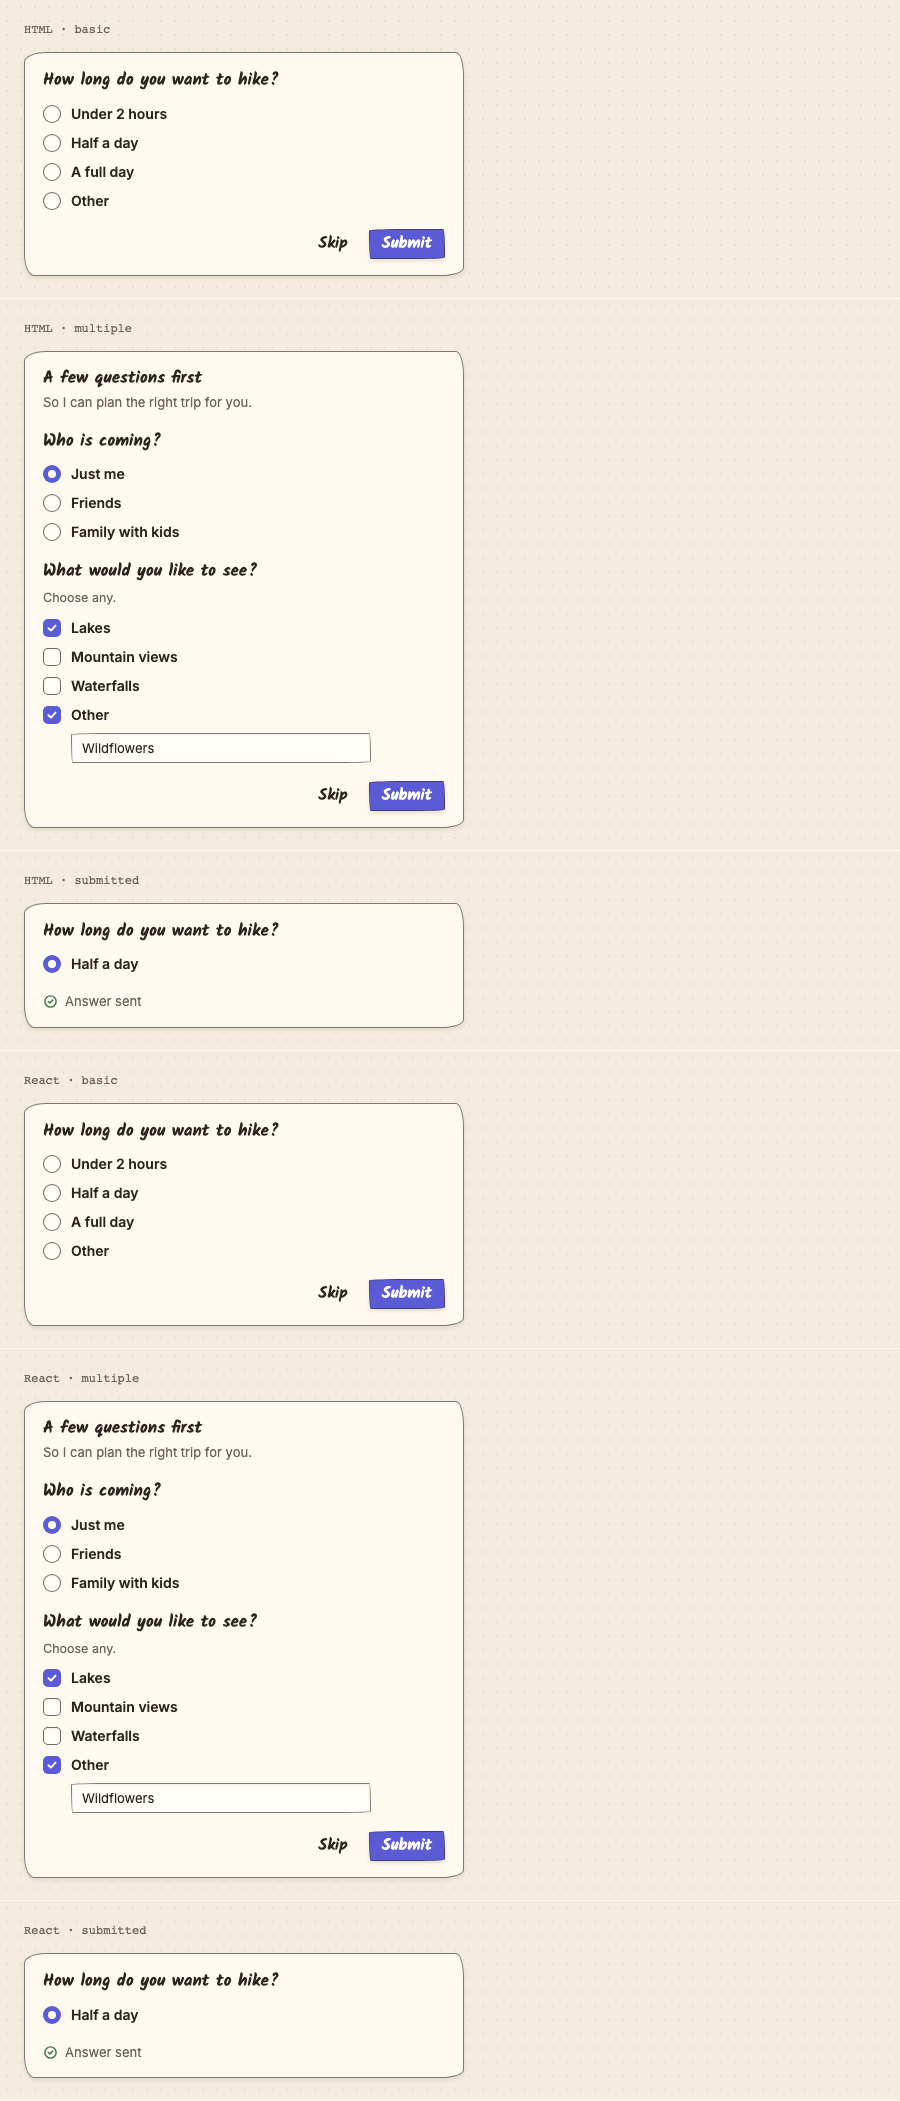 HTML · basic
How long do you want to hike?
Under 2 hours
Half a day
A full day
Other
Skip Submit
HTML · multiple
A few questions first
So I can plan the right trip for you.
Who is coming?
Just me
Friends
Family with kids
What would you like to see?
Choose any.
Lakes
Mountain views
Waterfalls
Other
Wildflowers
Skip Submit
HTML · submitted
How long do you want to hike?
Half a day
Answer sent
React · basic
How long do you want to hike?
Under 2 hours
Half a day
A full day
Other
Skip Submit
React · multiple
A few questions first
So I can plan the right trip for you.
Who is coming?
Just me
Friends
Family with kids
What would you like to see?
Choose any.
Lakes
Mountain views
Waterfalls
Other
Wildflowers
Skip Submit
React · submitted
How long do you want to hike?
Half a day
Answer sent